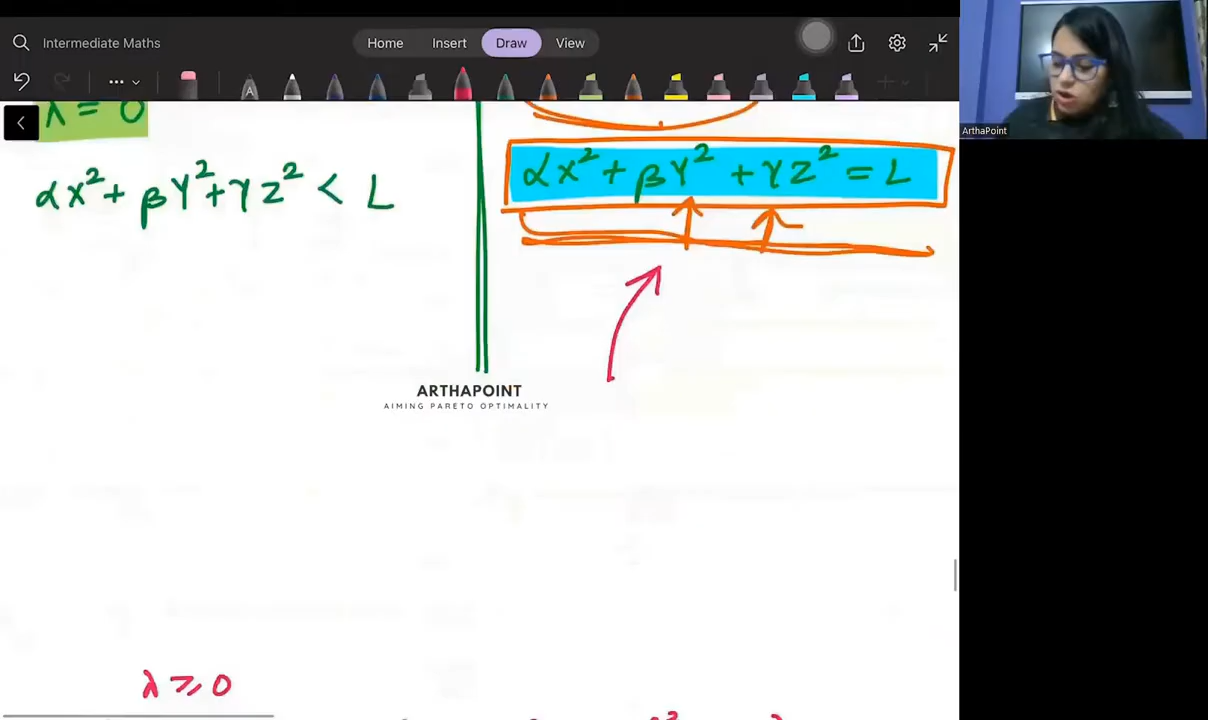 Intermediate Maths
Home Insert Draw View
ArthaPoint
λ = 0
αx² + βY² + γz² < L
αx² + βY² + γz² = L
ARTHAPOINT
AIMING PARETO OPTIMALITY
λ ≥ 0